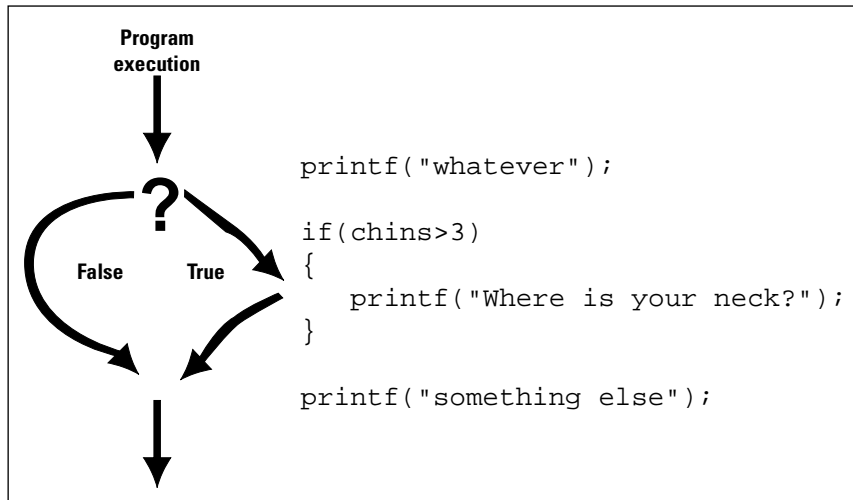 Program
execution
printf("whatever");
?
if(chins>3)
False
True
{
printf("Where is your neck?");
}
printf("something else");